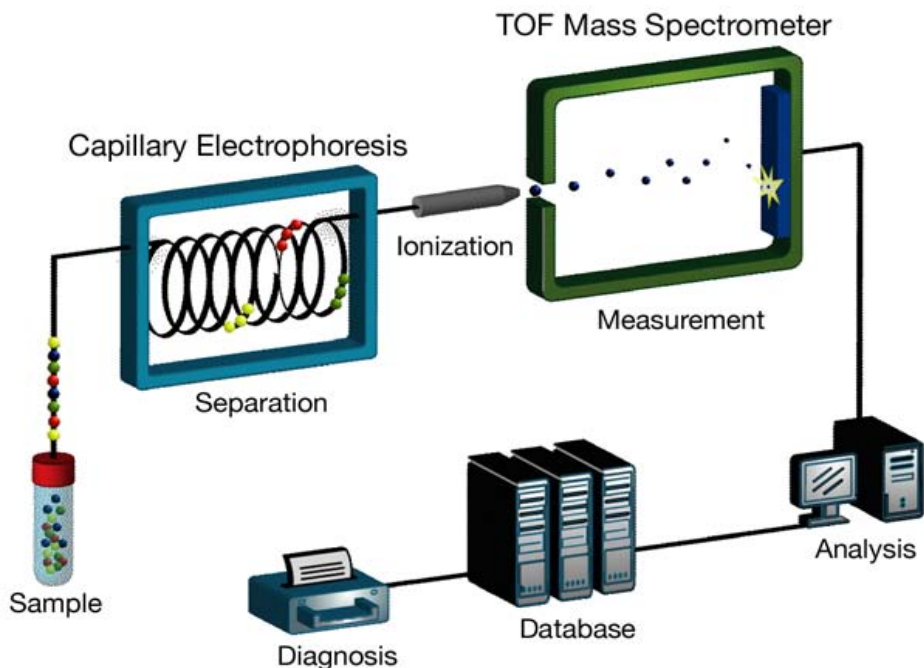 TOF Mass Spectrometer
Capillary Electrophoresis
Ionization
Measurement
Separation
Sample
Analysis
Database
Diagnosis